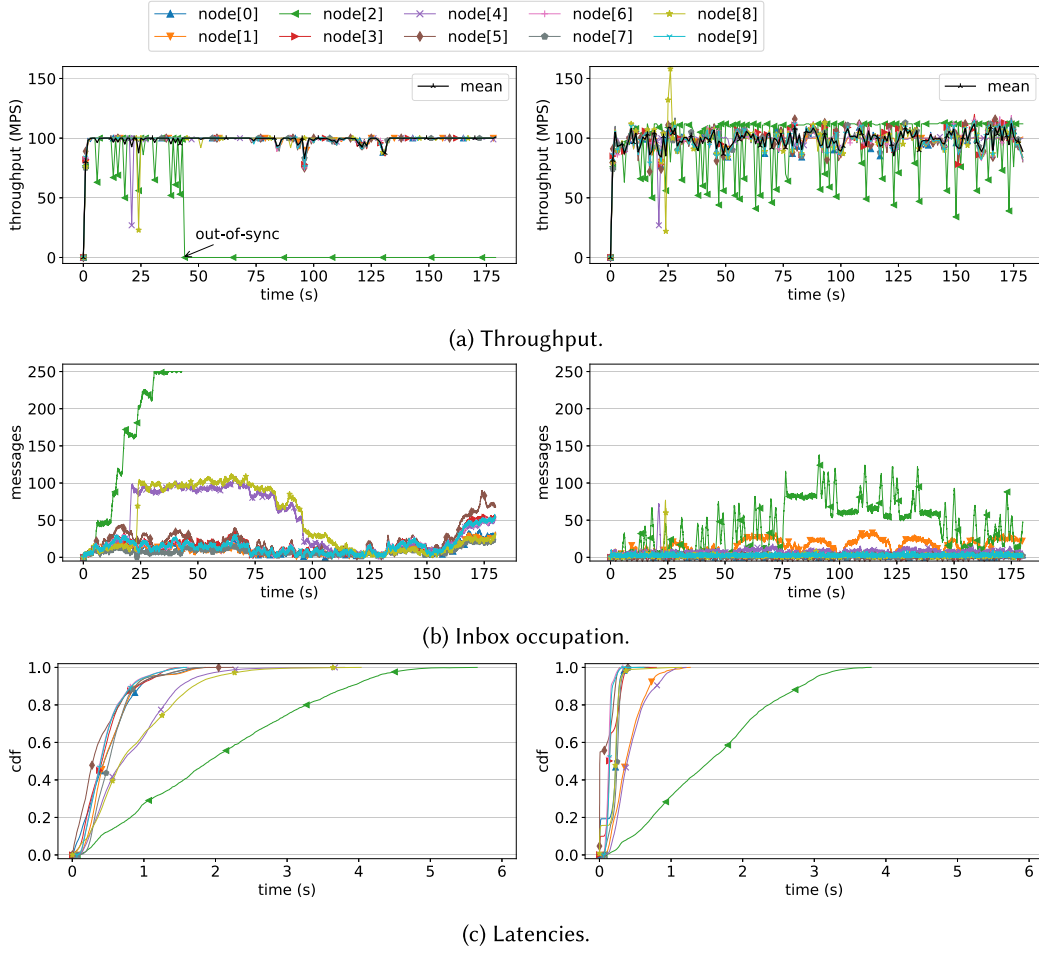 node[0] node[2] node[4] node[6] node[8]
node[1] node[3] node[5] node[7] node[9]
150
100
50
0
throughput (MPS)
mean
out-of-sync
0 25 50 75 100 125 150 175
time (s)
150
100
50
0
throughput (MPS)
mean
0 25 50 75 100 125 150 175
time (s)
(a) Throughput.
250
200
150
100
50
0
messages
0 25 50 75 100 125 150 175
time (s)
250
200
150
100
50
0
messages
0 25 50 75 100 125 150 175
time (s)
(b) Inbox occupation.
1.0
0.8
0.6
0.4
0.2
0.0
cdf
0 1 2 3 4 5 6
time (s)
1.0
0.8
0.6
0.4
0.2
0.0
cdf
0 1 2 3 4 5 6
time (s)
(c) Latencies.